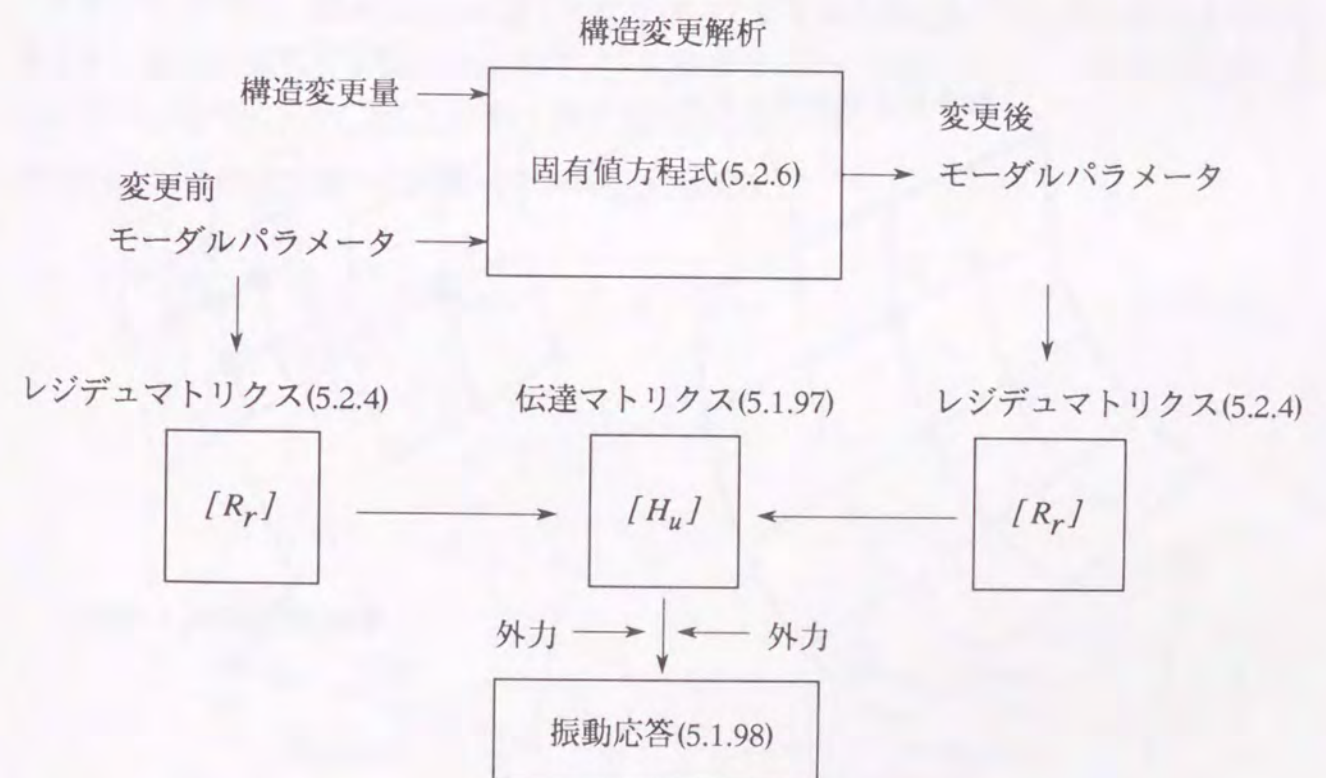 構造変更解析
構造変更量
固有値方程式(5.2.6)
変更後
モーダルパラメータ
変更前
モーダルパラメータ
レジデュマトリクス(5.2.4)
伝達マトリクス(5.1.97)
レジデュマトリクス(5.2.4)
[Rr]
[Hu]
[Rr]
外力
外力
振動応答(5.1.98)